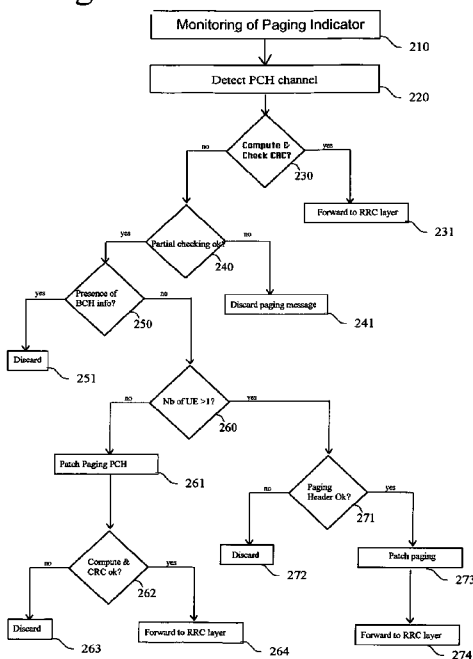 Monitoring of Paging Indicator
210
Detect PCH channel
220
no
Compute &
Check CRC?
yes
230
Forward to RRC layer
231
yes
Partial checking ok?
no
240
yes
Presence of
BCH info?
no
250
Discard paging message
241
Discard
251
no
Nb of UE >1?
yes
260
Patch Paging PCH
261
no
Paging
Header Ok?
yes
271
Discard
272
Patch paging
273
no
Compute &
CRC ok?
yes
262
Discard
263
Forward to RRC layer
264
Forward to RRC layer
274